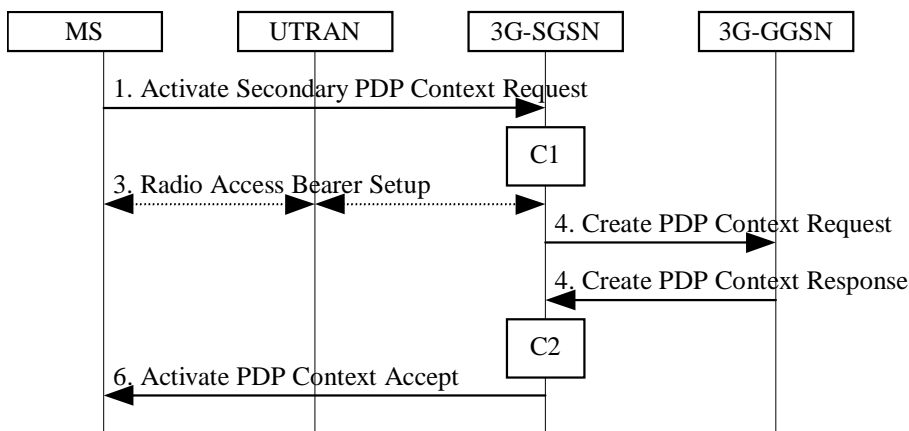 MS UTRAN 3G-SGSN 3G-GGSN
1. Activate Secondary PDP Context Request
C1
3. Radio Access Bearer Setup
4. Create PDP Context Request
4. Create PDP Context Response
C2
6. Activate PDP Context Accept